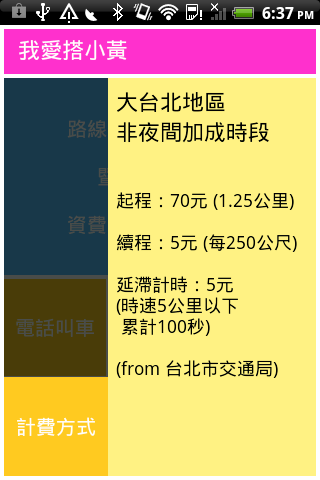 6:37 PM
我愛搭小黃
路線
暨
資費
電話叫車
計費方式
大台北地區
非夜間加成時段
起程：70元 (1.25公里)
續程：5元 (每250公尺)
延滯計時：5元
(時速5公里以下
累計100秒)
(from 台北市交通局)